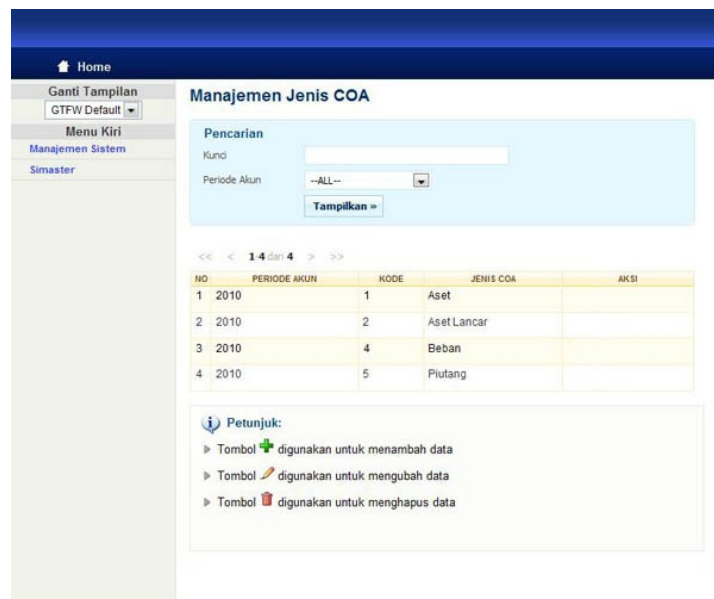 Home
Ganti Tampilan
GTFW Default
Menu Kiri
Manajemen Sistem
Simaster
Manajemen Jenis COA
Pencarian
Kunci
Periode Akun --ALL--
Tampilkan »
<< < 1-4 dari 4 > >>
NO PERIODE AKUN KODE JENIS COA AKSI
1 2010 1 Aset
2 2010 2 Aset Lancar
3 2010 4 Beban
4 2010 5 Piutang
Petunjuk:
Tombol digunakan untuk menambah data
Tombol digunakan untuk mengubah data
Tombol digunakan untuk menghapus data